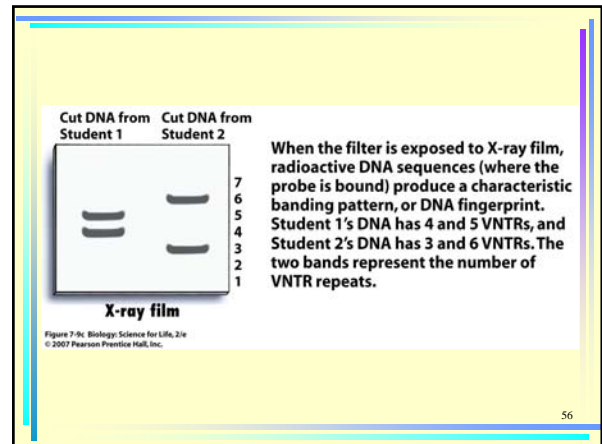 Cut DNA from Cut DNA from
Student 1 Student 2
7
6
5
4
3
2
1
X-ray film
When the filter is exposed to X-ray film,
radioactive DNA sequences (where the
probe is bound) produce a characteristic
banding pattern, or DNA fingerprint.
Student 1's DNA has 4 and 5 VNTRs, and
Student 2's DNA has 3 and 6 VNTRs. The
two bands represent the number of
VNTR repeats.
Figure 7-9c Biology: Science for Life, 2/e
© 2007 Pearson Prentice Hall, Inc.
56